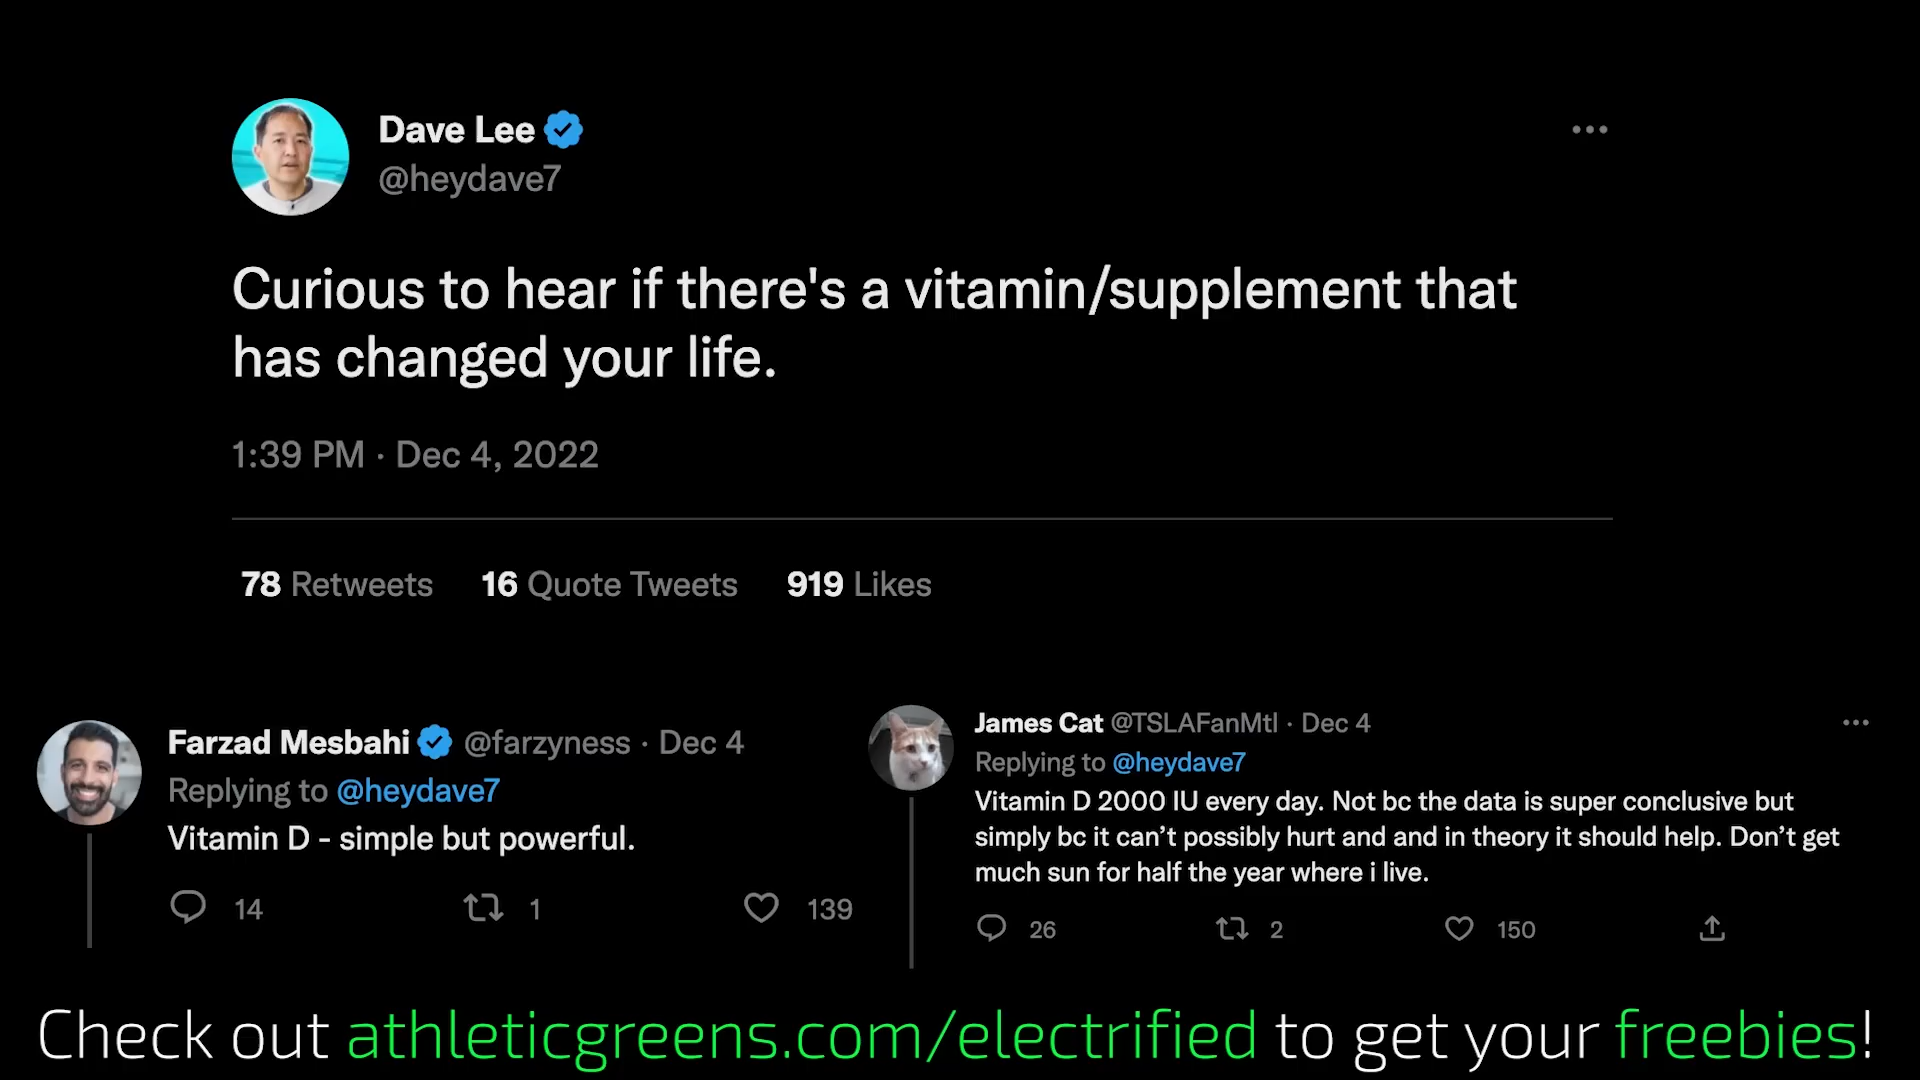 Dave Lee
@heydave7
Curious to hear if there's a vitamin/supplement that
has changed your life.
1:39 PM · Dec 4, 2022
78 Retweets 16 Quote Tweets 919 Likes
Farzad Mesbahi @farzyness · Dec 4
Replying to @heydave7
Vitamin D - simple but powerful.
14 1 139
James Cat @TSLAFanMtl · Dec 4
Replying to @heydave7
Vitamin D 2000 IU every day. Not bc the data is super conclusive but
simply bc it can’t possibly hurt and and in theory it should help. Don’t get
much sun for half the year where i live.
26 2 150
Check out athleticgreens.com/electrified to get your freebies!